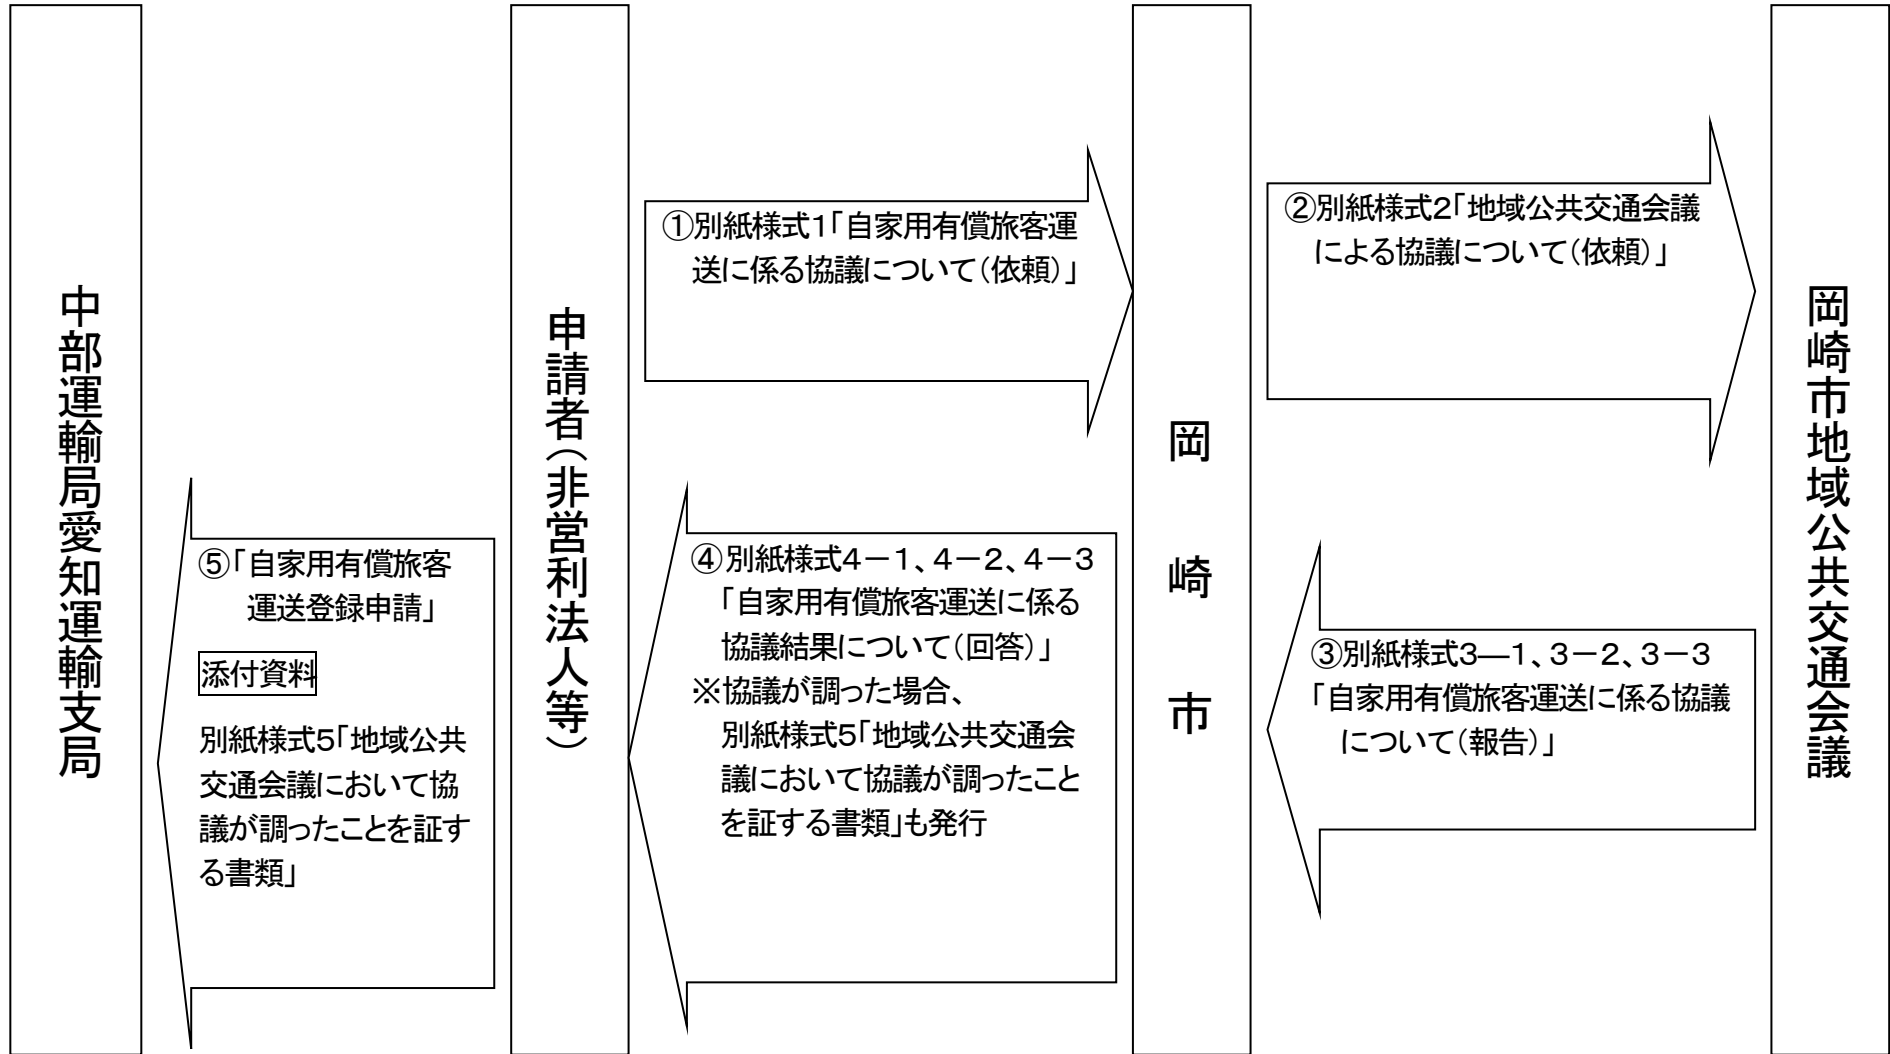 中部運輸局愛知運輸支局
申請者（非営利法人等）
岡崎市
岡崎市地域公共交通会議
①別紙様式１「自家用有償旅客運
送に係る協議について（依頼）」
②別紙様式２「地域公共交通会議
による協議について（依頼）」
③別紙様式３―１、３－２、３－３
「自家用有償旅客運送に係る協議
について（報告）」
④別紙様式４－１、４－２、４－３
「自家用有償旅客運送に係る
協議結果について（回答）」
※協議が調った場合、
別紙様式５「地域公共交通会
議において協議が調ったこと
を証する書類」も発行
⑤「自家用有償旅客
運送登録申請」
添付資料
別紙様式５「地域公共
交通会議において協
議が調ったことを証す
る書類」